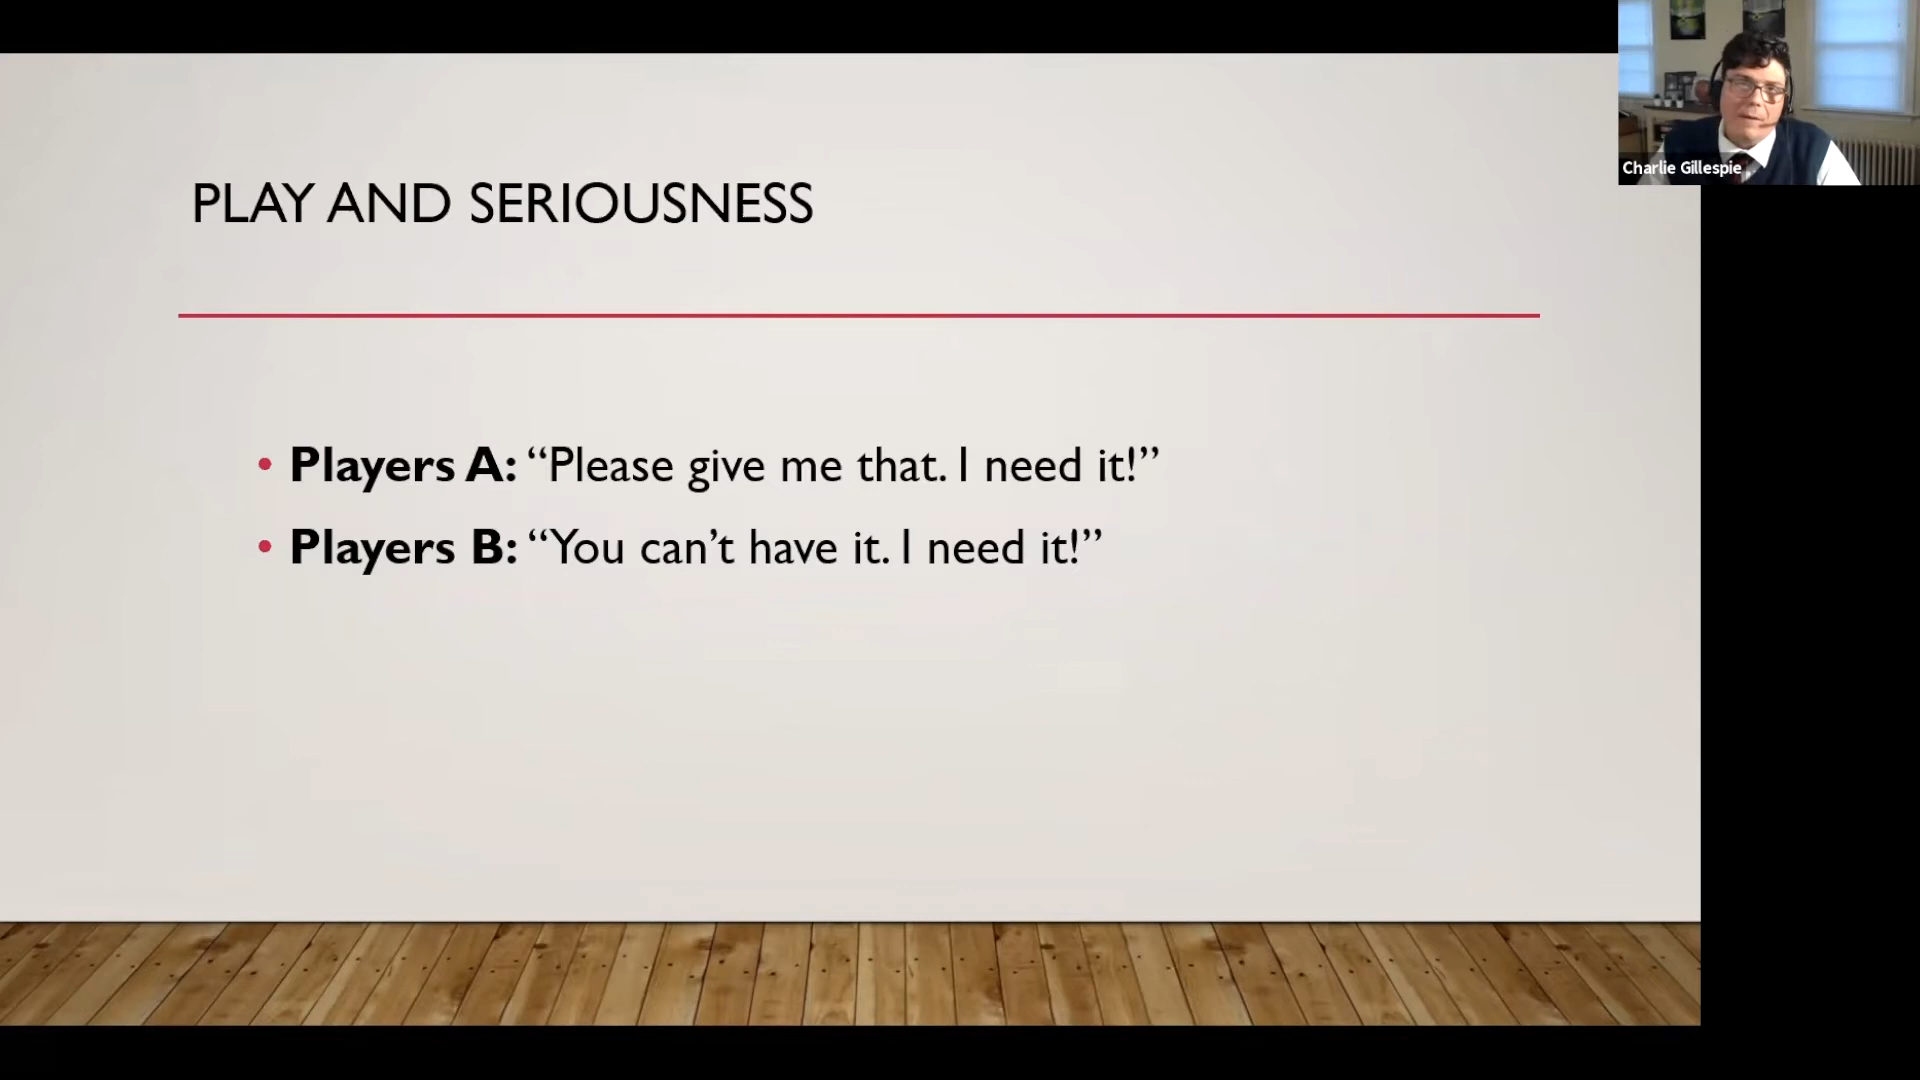 Charlie Gillespie
PLAY AND SERIOUSNESS
• Players A: “Please give me that. I need it!”
• Players B: “You can’t have it. I need it!”